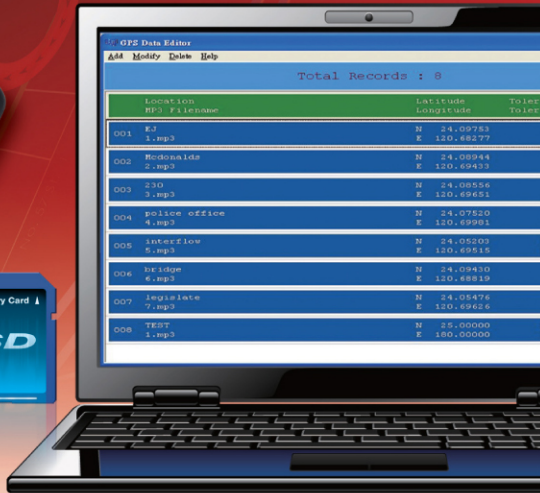 GPS Data Editor
Add Modify Delete Help
Total Records : 8
Location Latitude Toler
MP3 Filename Longitude Toler
001 EJ N 24.09753
1.mp3 E 120.68277
002 Mcdonalds N 24.08944
2.mp3 E 120.69433
003 230 N 24.08556
3.mp3 E 120.69651
004 police office N 24.07520
4.mp3 E 120.69981
005 interflow N 24.05203
5.mp3 E 120.69515
006 bridge N 24.09430
6.mp3 E 120.68819
007 legislate N 24.05476
7.mp3 E 120.69626
008 TEST N 25.00000
1.mp3 E 180.00000
y Card
SD